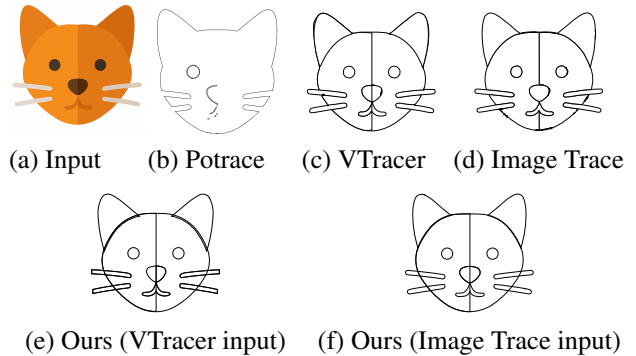 (a) Input (b) Potrace (c) VTracer (d) Image Trace
(e) Ours (VTracer input) (f) Ours (Image Trace input)